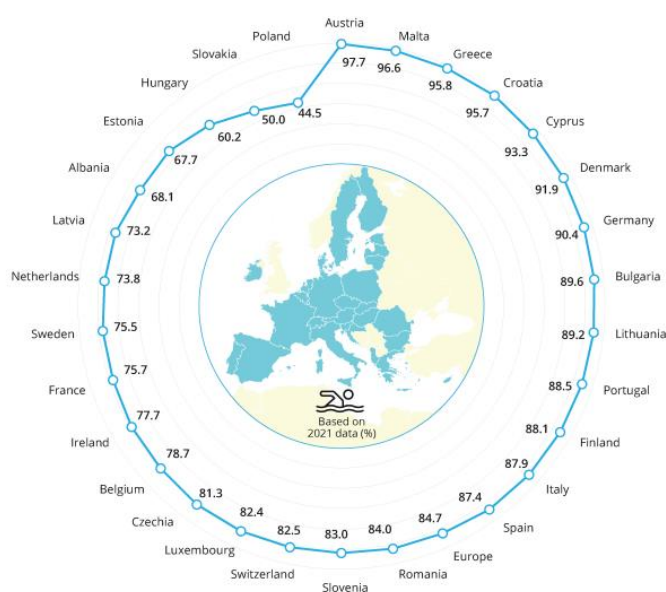 Austria
97.7
Malta
96.6
Greece
95.8
Croatia
95.7
Cyprus
93.3
Denmark
91.9
Germany
90.4
Bulgaria
89.6
Lithuania
89.2
Portugal
88.5
Finland
88.1
Italy
87.9
Spain
87.4
Europe
84.7
Romania
84.0
Slovenia
83.0
Switzerland
82.5
Luxembourg
82.4
Czechia
81.3
Belgium
78.7
Ireland
77.7
France
75.7
Sweden
75.5
Netherlands
73.8
Latvia
73.2
Albania
68.1
Estonia
67.7
Hungary
60.2
Slovakia
50.0
Poland
44.5
Based on
2021 data (%)